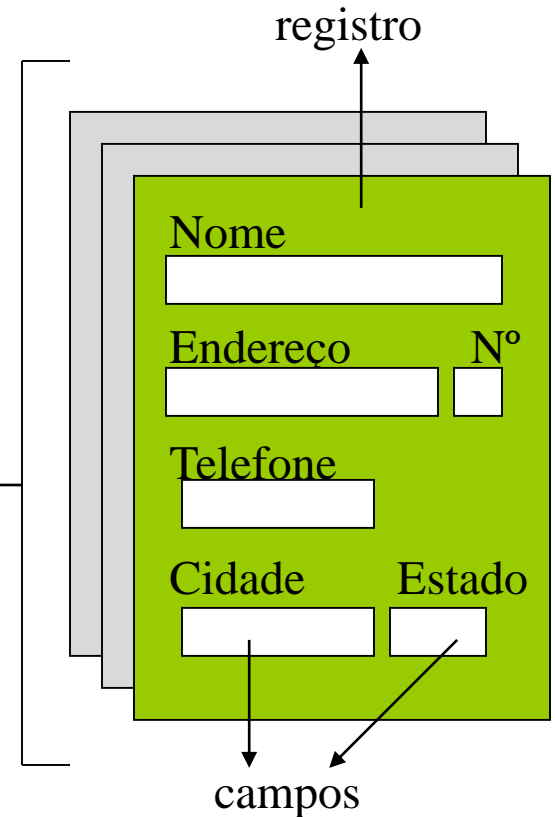 registro
Nome
Endereço Nº
Telefone
Cidade Estado
campos